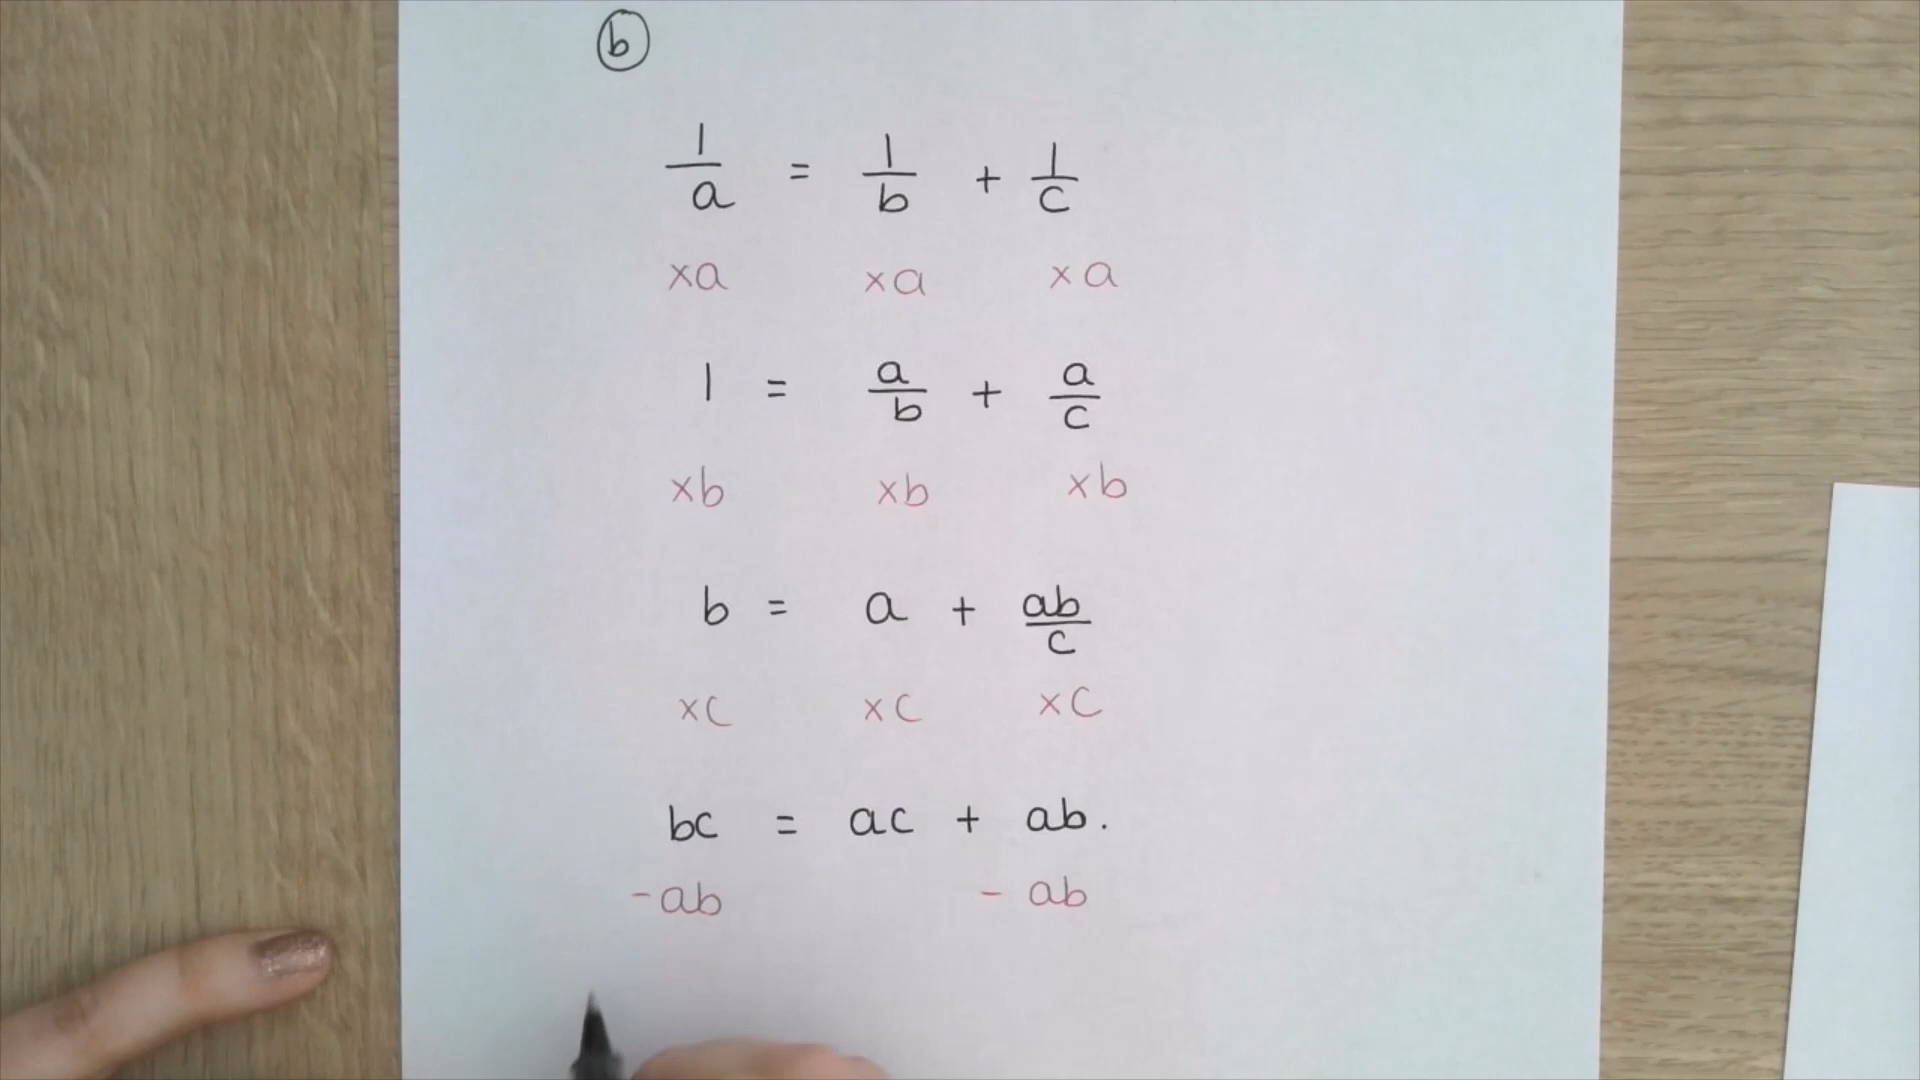 b
1/a = 1/b + 1/c
×a ×a ×a
1 = a/b + a/c
×b ×b ×b
b = a + ab/c
×c ×c ×c
bc = ac + ab.
-ab - ab